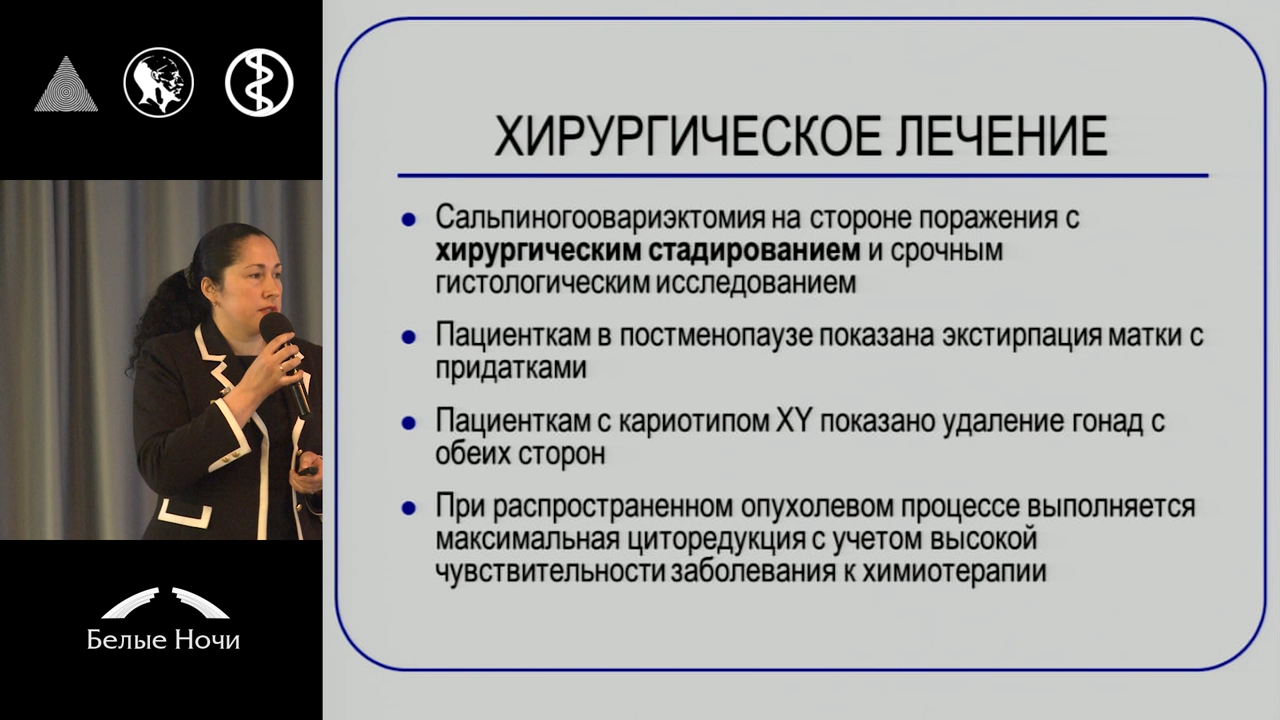 ХИРУРГИЧЕСКОЕ ЛЕЧЕНИЕ
● Сальпиногоовариэктомия на стороне поражения с
хирургическим стадированием и срочным
гистологическим исследованием
● Пациенткам в постменопаузе показана экстирпация матки с
придатками
● Пациенткам с кариотипом XY показано удаление гонад с
обеих сторон
● При распространенном опухолевом процессе выполняется
максимальная циторедукция с учетом высокой
чувствительности заболевания к химиотерапии
Белые Ночи